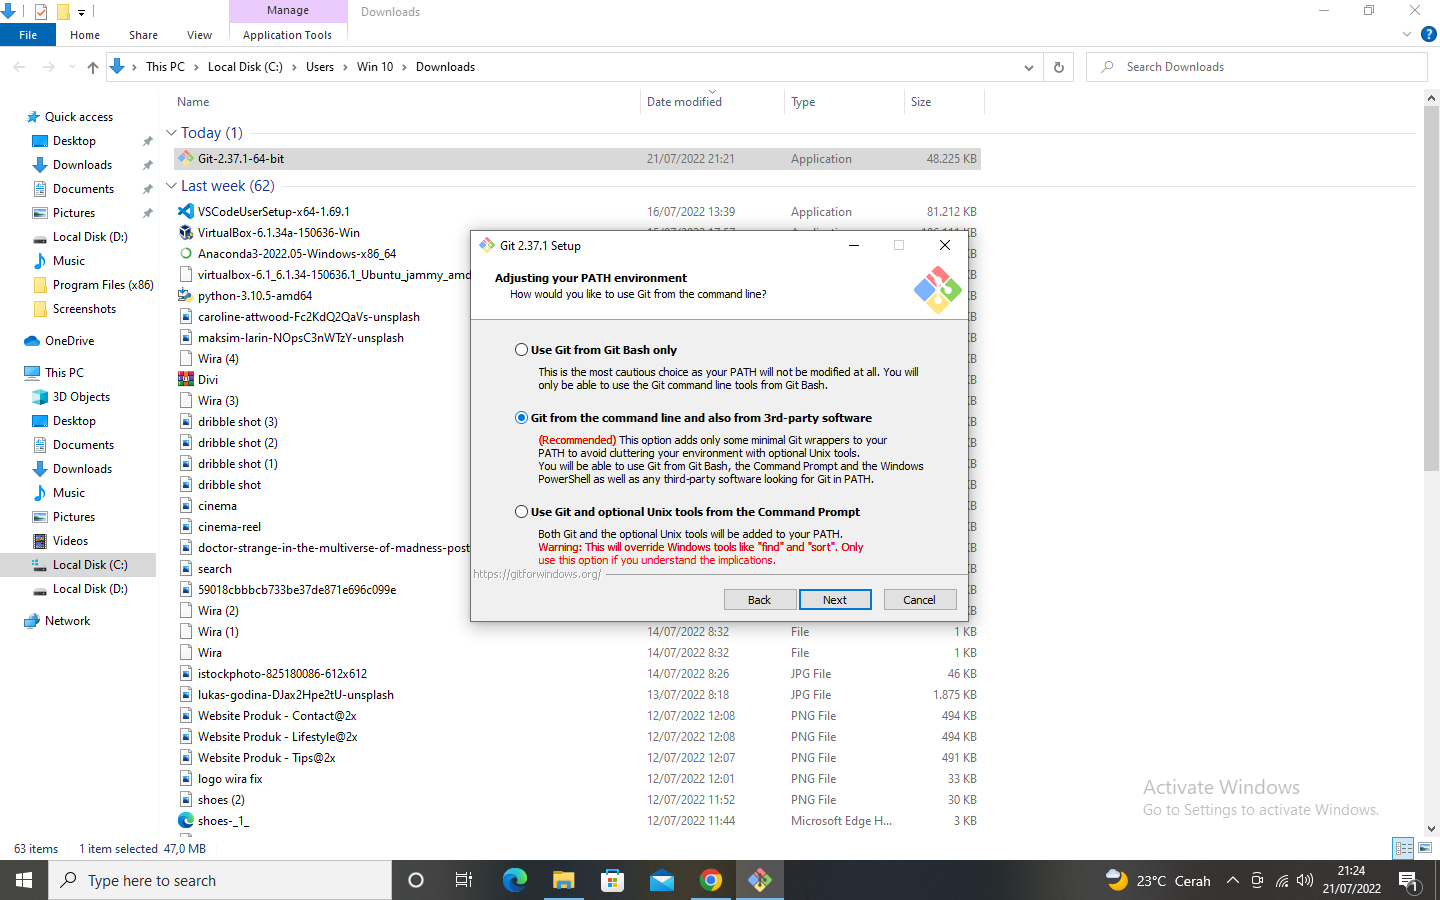 Manage
Downloads
File
Home
Share
View
Application Tools
This PC
Local Disk (C:)
Users
Win 10
Downloads
Search Downloads
Name
Date modified
Type
Size
Quick access
Desktop
Downloads
Documents
Pictures
Local Disk (D:)
Music
Program Files (x86)
Screenshots
OneDrive
This PC
3D Objects
Desktop
Documents
Downloads
Music
Pictures
Videos
Local Disk (C:)
Local Disk (D:)
Network
Today (1)
Git-2.37.1-64-bit 21/07/2022 21:21 Application 48.225 KB
Last week (62)
VSCodeUserSetup-x64-1.69.1 16/07/2022 13:39 Application 81.212 KB
VirtualBox-6.1.34a-150636-Win
Anaconda3-2022.05-Windows-x86_64
virtualbox-6.1_6.1.34-150636.1_Ubuntu_jammy_amd
python-3.10.5-amd64
caroline-attwood-Fc2KdQ2QaVs-unsplash
maksim-larin-NOpsC3nWTzY-unsplash
Wira (4)
Divi
Wira (3)
dribble shot (3)
dribble shot (2)
dribble shot (1)
dribble shot
cinema
cinema-reel
doctor-strange-in-the-multiverse-of-madness-post
search
59018cbbbcb733be37de871e696c099e
Wira (2)
Wira (1) 14/07/2022 8:32 File 1 KB
Wira 14/07/2022 8:32 File 1 KB
istockphoto-825180086-612x612 14/07/2022 8:26 JPG File 46 KB
lukas-godina-DJax2Hpe2tU-unsplash 13/07/2022 8:18 JPG File 1.875 KB
Website Produk - Contact@2x 12/07/2022 12:08 PNG File 494 KB
Website Produk - Lifestyle@2x 12/07/2022 12:08 PNG File 494 KB
Website Produk - Tips@2x 12/07/2022 12:07 PNG File 491 KB
logo wira fix 12/07/2022 12:01 PNG File 33 KB
shoes (2) 12/07/2022 11:52 PNG File 30 KB
shoes-_1_ 12/07/2022 11:44 Microsoft Edge H... 3 KB
Git 2.37.1 Setup
Adjusting your PATH environment
How would you like to use Git from the command line?
Use Git from Git Bash only
This is the most cautious choice as your PATH will not be modified at all. You will
only be able to use the Git command line tools from Git Bash.
Git from the command line and also from 3rd-party software
(Recommended) This option adds only some minimal Git wrappers to your
PATH to avoid cluttering your environment with optional Unix tools.
You will be able to use Git from Git Bash, the Command Prompt and the Windows
PowerShell as well as any third-party software looking for Git in PATH.
Use Git and optional Unix tools from the Command Prompt
Both Git and the optional Unix tools will be added to your PATH.
Warning: This will override Windows tools like "find" and "sort". Only
use this option if you understand the implications.
https://gitforwindows.org/
Back
Next
Cancel
Activate Windows
Go to Settings to activate Windows.
63 items
1 item selected 47,0 MB
Type here to search
23°C Cerah
21:24
21/07/2022
1